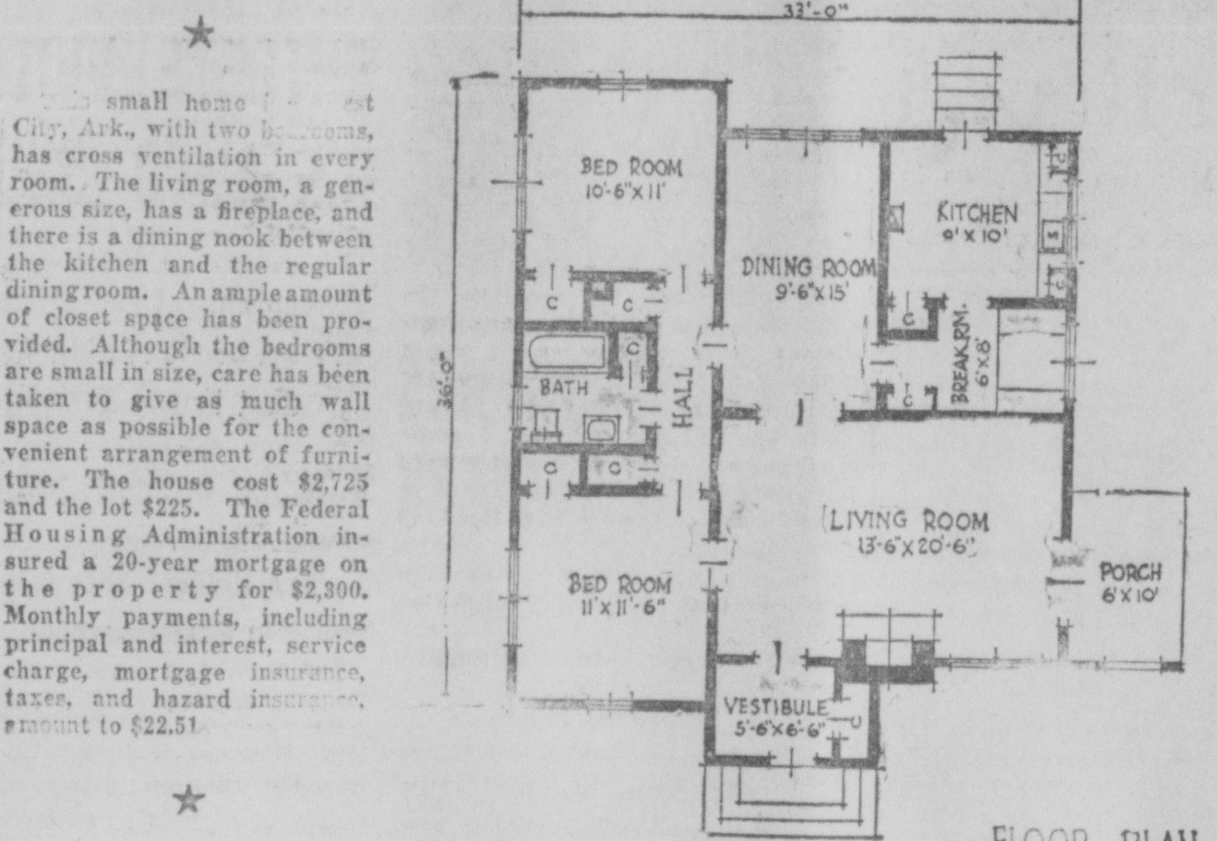 small home
City, Ark., with two
has cross ventilation in every
room. The living room, a gen-
erous size, has a fireplace, and
there is a dining nook between
the kitchen and the regular
dining room. An ample amount
of closet space has been pro-
vided. Although the bedrooms
are small in size, care has been
taken to give as much wall
space as possible for the con-
venient arrangement of furni-
ture. The house cost $2,725
and the lot $225. The Federal
Housing Administration in-
sured a 20-year mortgage on
the property for $2,300.
Monthly payments, including
principal and interest, service
charge, mortgage insurance,
taxes, and hazard insurance,
amount to $22.51
33'-0"
36'-0"
BED ROOM
10'-6"X11'
C
C
C
BATH
HALL
C
C
BED ROOM
11'X11'-6"
DINING ROOM
9'-6"X15'
KITCHEN
9'X10'
C
S
C
C
C
BREAK.RM.
6'X8'
LIVING ROOM
13'-6"X20'-6"
PORCH
6'X10'
VESTIBULE
5'-6"X6'-6"
C
FLOOR PLAN